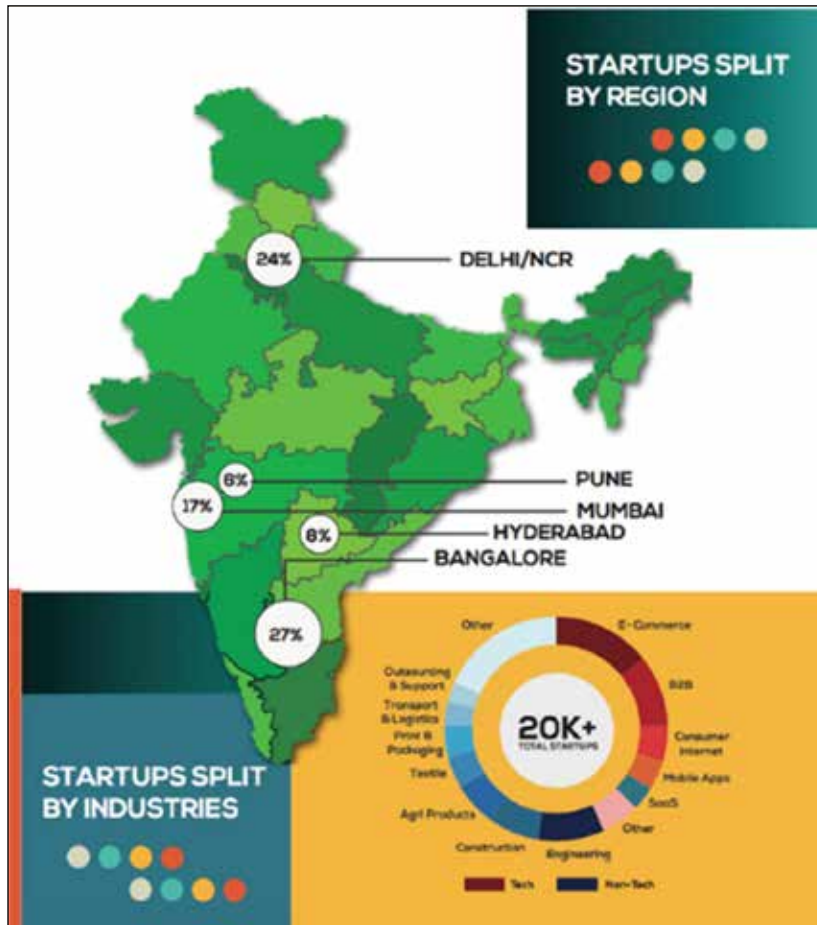 STARTUPS SPLIT
BY REGION
24%
DELHI/NCR
6%
PUNE
17%
MUMBAI
8%
HYDERABAD
BANGALORE
27%
STARTUPS SPLIT
BY INDUSTRIES
Other
E-Commerce
Outsourcing
& Support
B2B
Transport
& Logistics
Consumer
Internet
Print &
Packaging
Mobile Apps
Textile
SaaS
Agri Products
Other
Construction
Engineering
20K+
TOTAL STARTUPS
Tech
Non-Tech